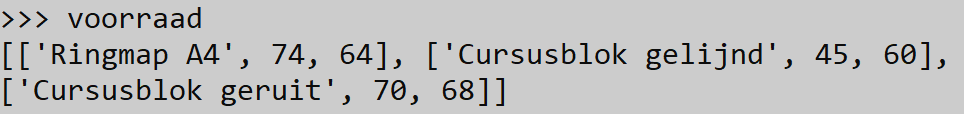 >>> voorraad
[['Ringmap A4', 74, 64], ['Cursusblok gelijnd', 45, 60],
['Cursusblok geruit', 70, 68]]